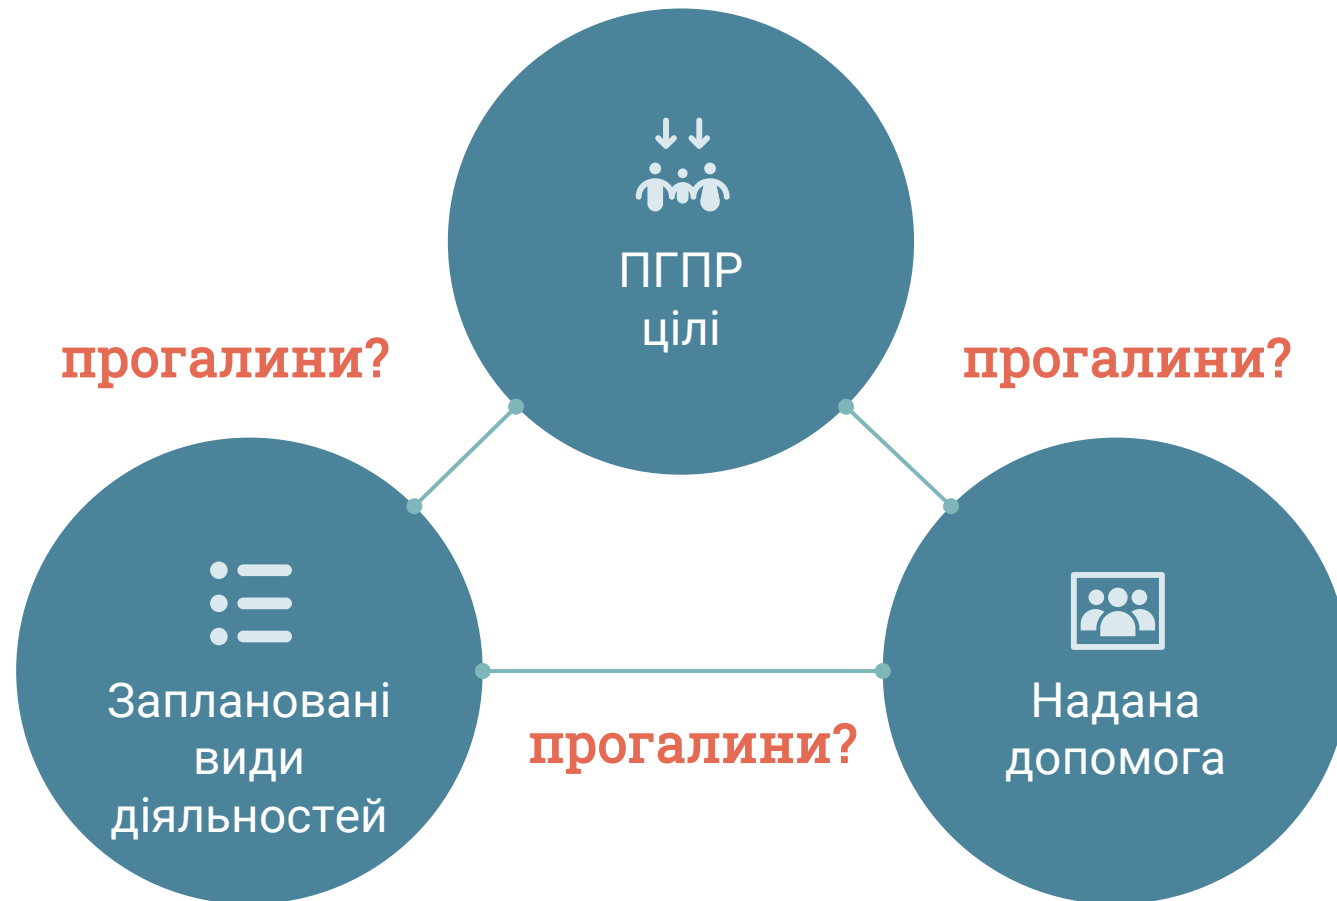 ПГПР
цілі
прогалини?
прогалини?
Заплановані
види
діяльностей
прогалини?
Надана
допомога